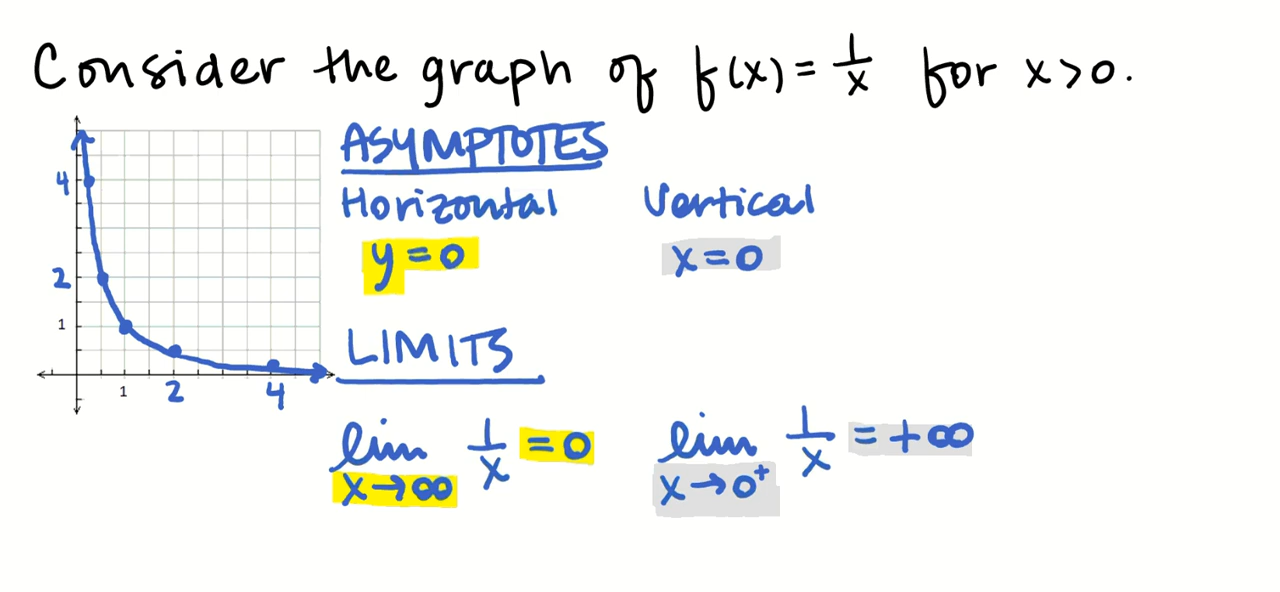 Consider the graph of f(x) = 1/x for x>0.
ASYMPTOTES
Horizontal Vertical
y=0 x=0
4
2
1
1 2 4
LIMITS
lim x→∞ 1/x = 0 lim x→0⁺ 1/x = +∞